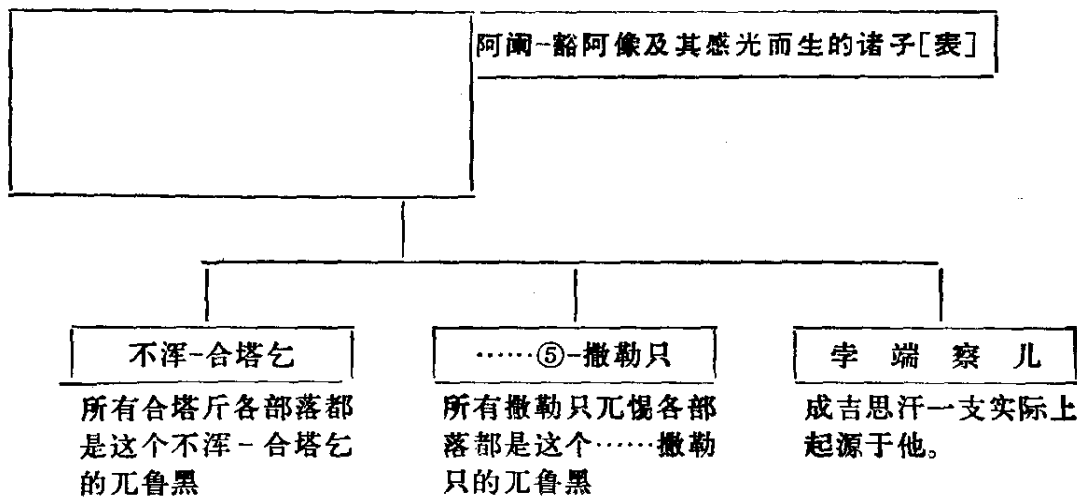 阿阑-豁阿像及其感光而生的诸子[表]
不浑-合塔乞
……⑤-撒勒只
孛端察儿
所有合塔斤各部落都
是这个不浑-合塔乞
的兀鲁黑
所有撒勒只兀惕各部
落都是这个……撒勒
只的兀鲁黑
成吉思汗一支实际上
起源于他。